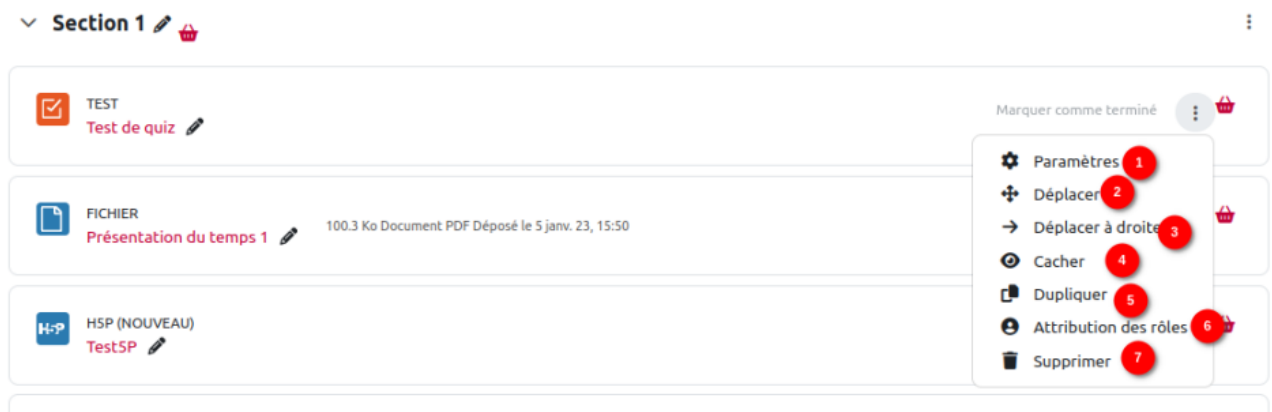 Section 1
TEST
Test de quiz
Marquer comme terminé
Paramètres 1
Déplacer 2
Déplacer à droite 3
Cacher 4
Dupliquer 5
Attribution des rôles 6
Supprimer 7
FICHIER
Présentation du temps 1
100.3 Ko Document PDF Déposé le 5 janv. 23, 15:50
H5P
H5P (NOUVEAU)
Test5P